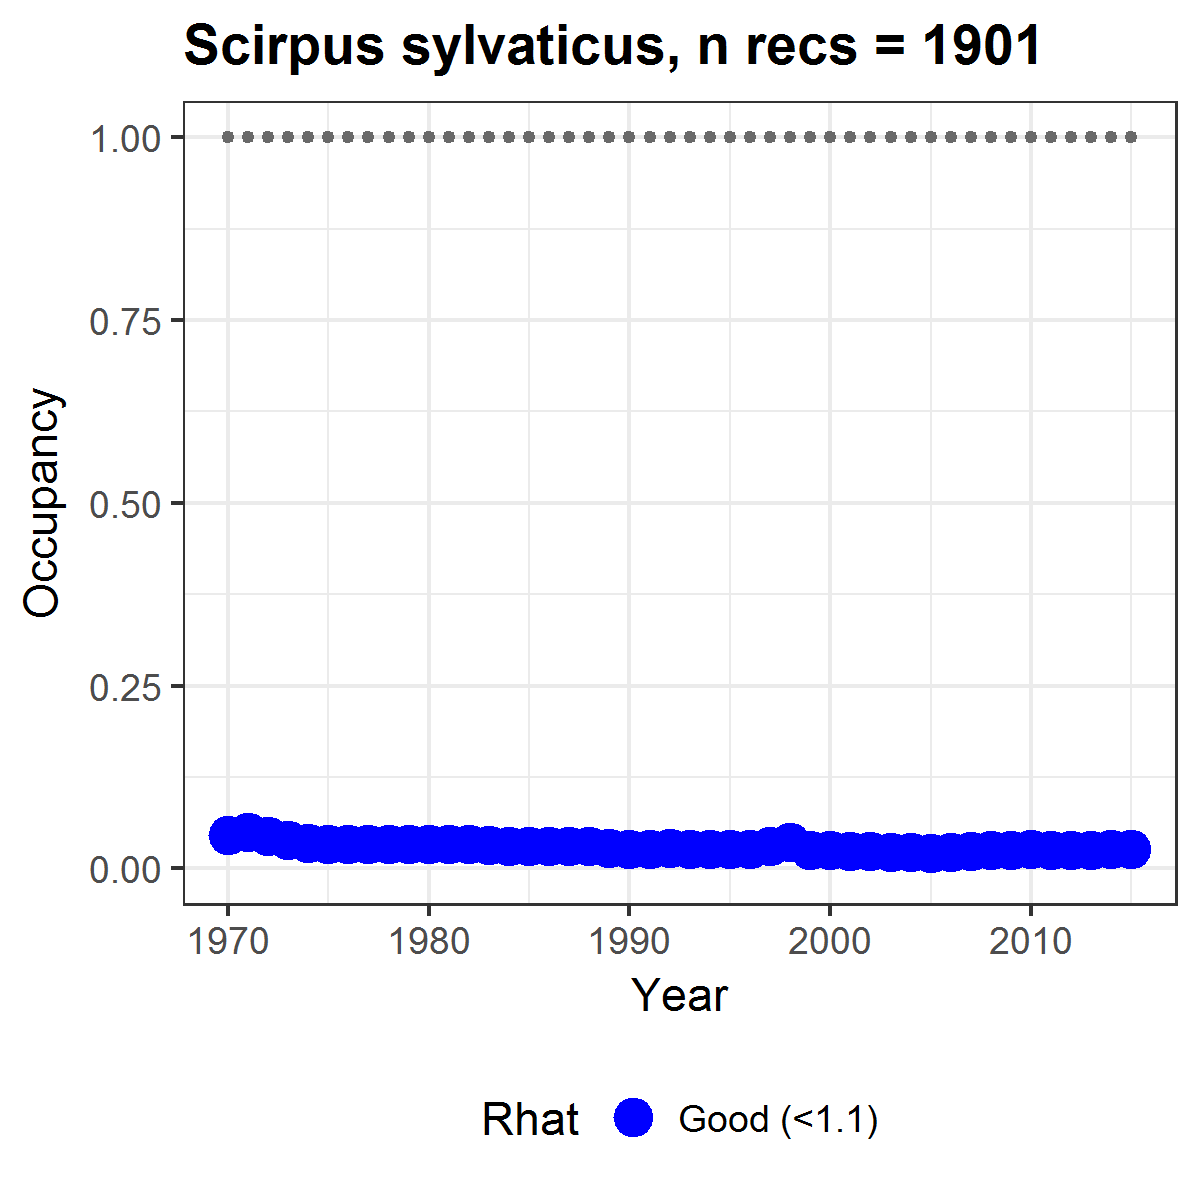 Scirpus sylvaticus, n recs = 1901
1.00
0.75
0.50
0.25
0.00
Occupancy
1970 1980 1990 2000 2010
Year
Rhat Good (<1.1)